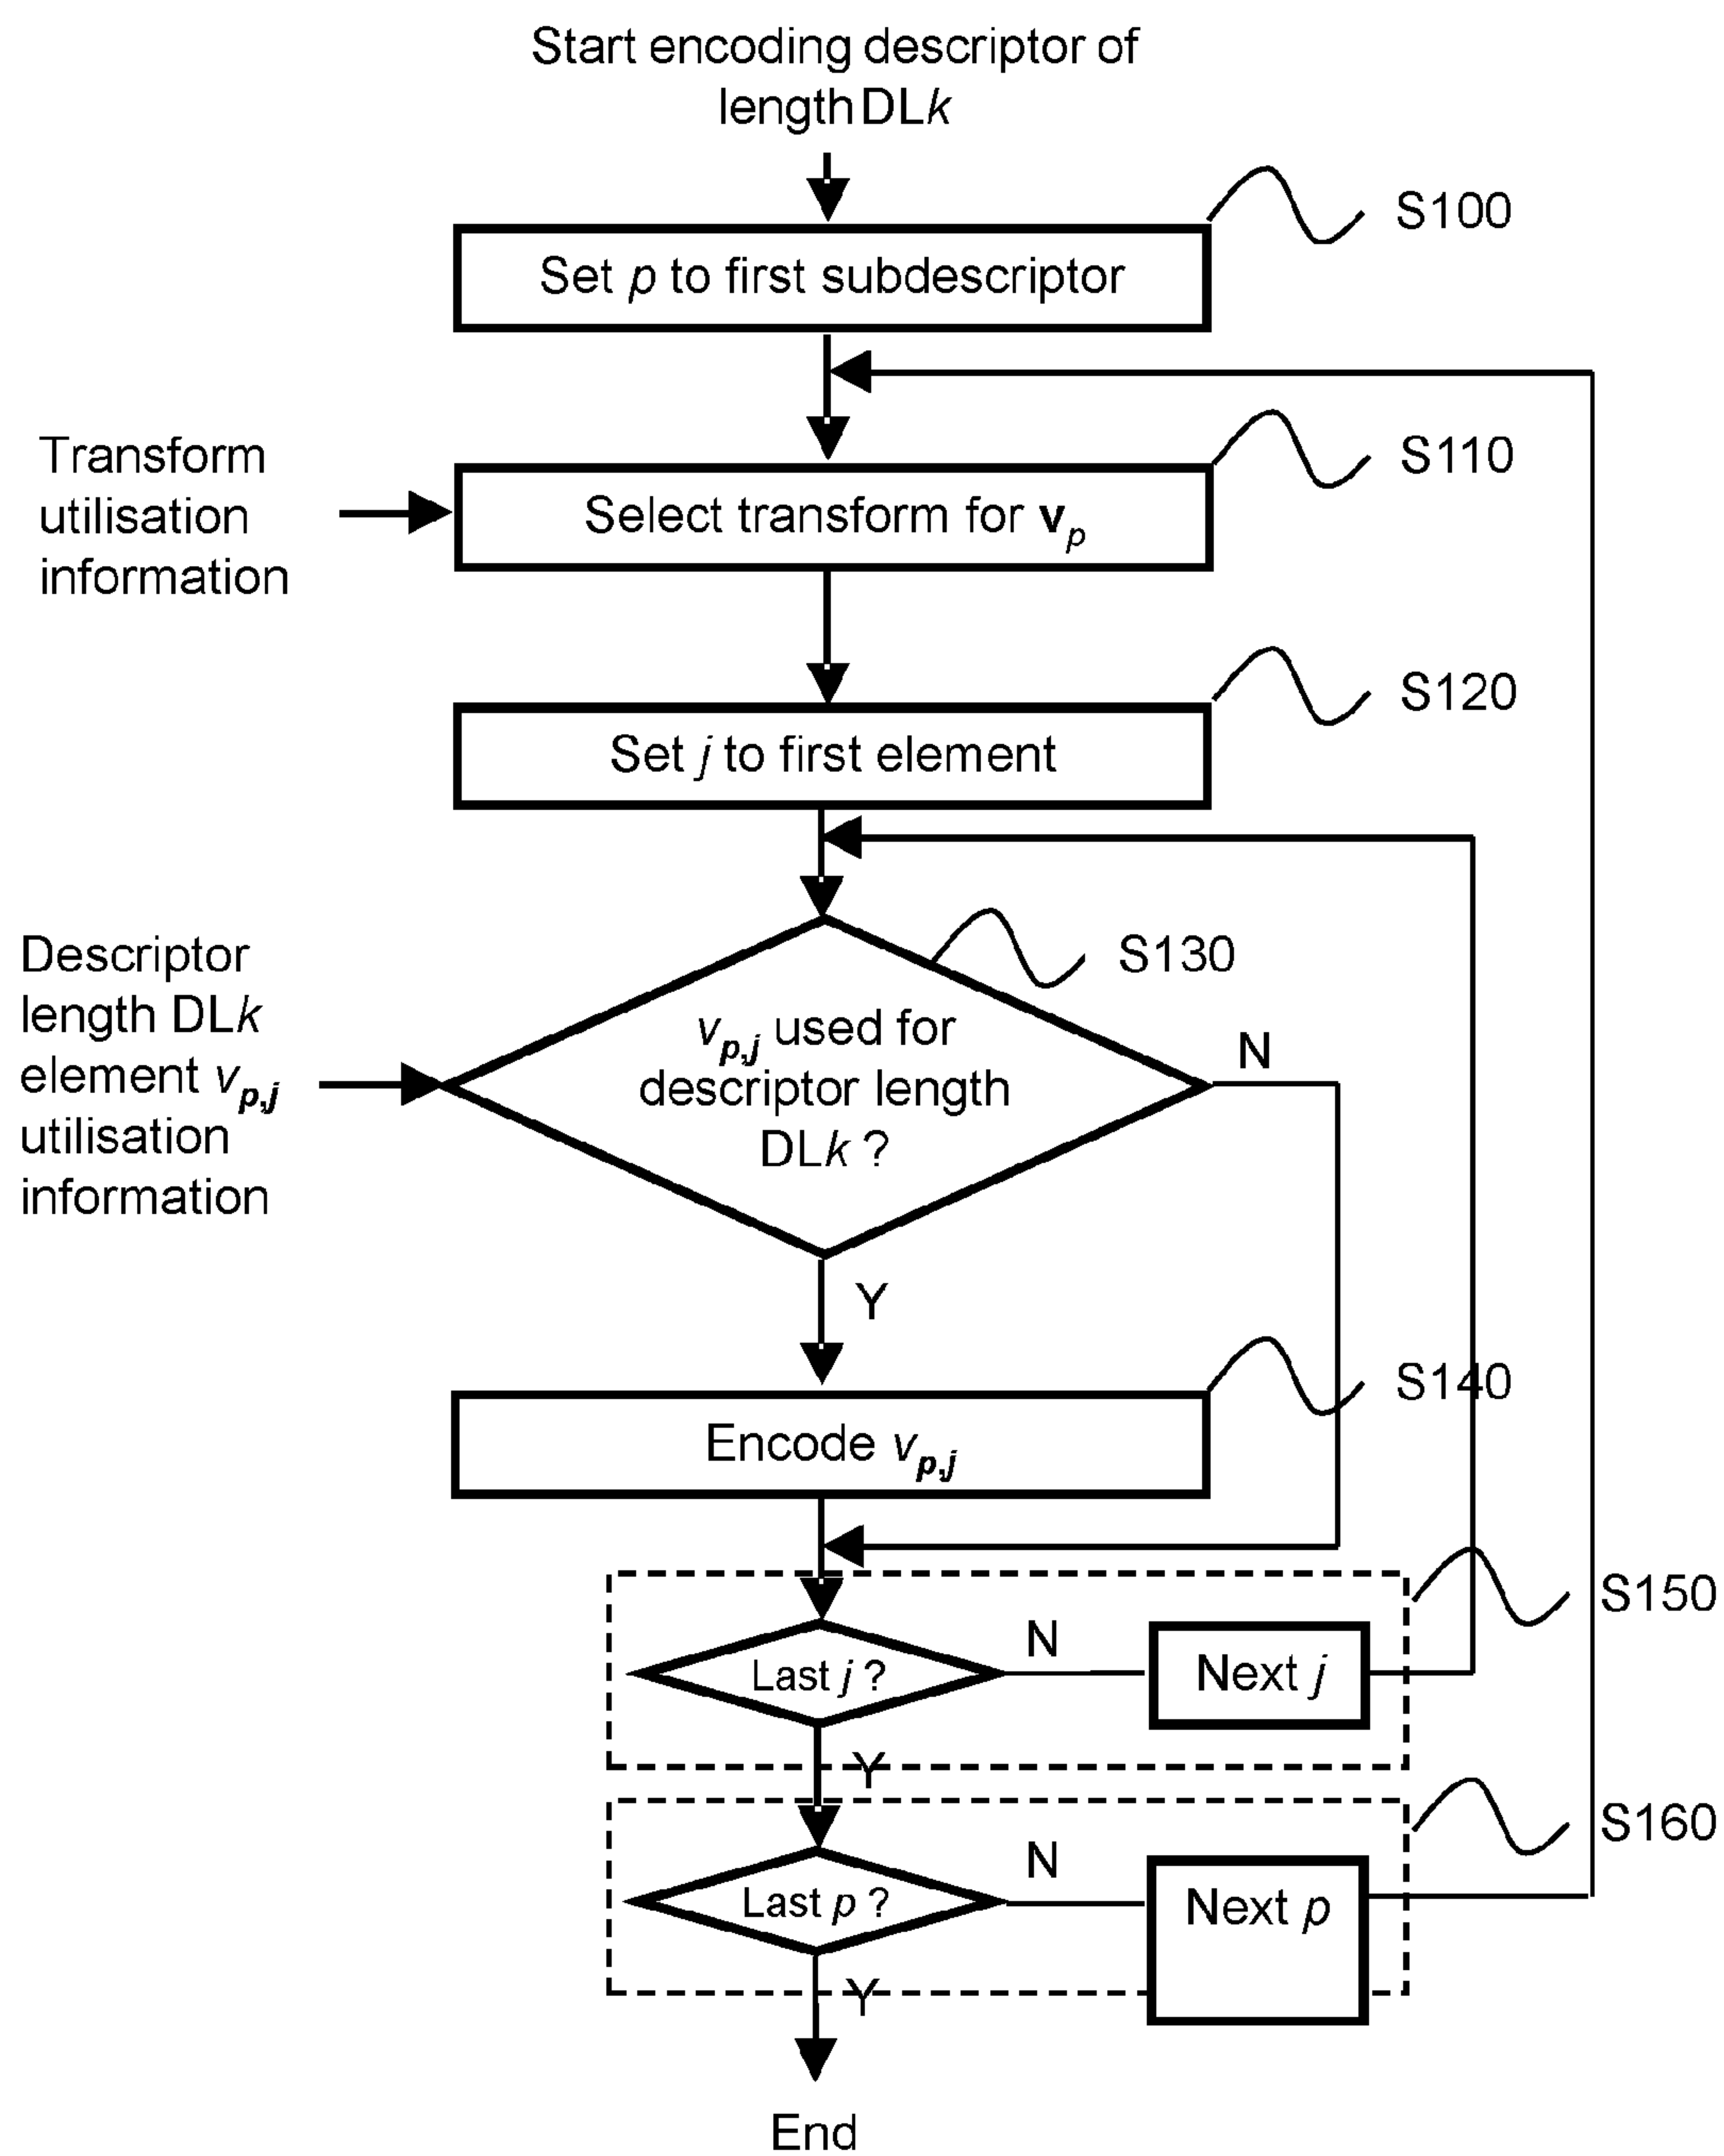 Start encoding descriptor of
length DLk
S100
Set p to first subdescriptor
Transform
utilisation
information
S110
Select transform for vp
S120
Set j to first element
Descriptor
length DLk
element vp,j
utilisation
information
S130
vp,j used for
descriptor length
DLk ?
N
Y
S140
Encode vp,j
S150
Last j ?
N
Next j
Y
S160
Last p ?
N
Next p
Y
End